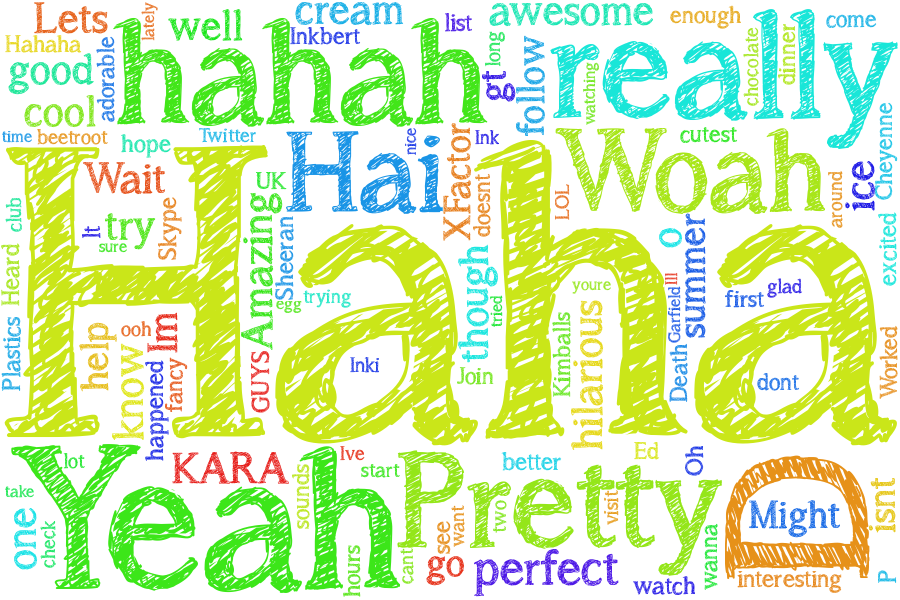 Lets
Hahaha
good
cool
adorable
lately
well
hahah
cream
Inkbert
list
long
gt
awesome
follow
really
watching
enough
chocolate
dinner
come
time
beetroot
hope
Twitter
Hai
nice
XFactor
Ink
doesnt
Woah
LOL
cutest
around
ice
Cheyenne
Haha
Wait
It
try
sure
Skype
UK
Amazing
Sheeran
egg
trying
though
tried
youre
O
Ill
summer
Garfield
Death
first
glad
excited
club
Heard
Plastics
help
ooh
Im
know
happened
fancy
GUYS
Inki
Join
Kimballs
hilarious
dont
Worked
Yeah
lot
take
one
check
KARA
Ive
start
sounds
hours
Pretty
cant
see
want
go
two
better
visit
perfect
Ed
Oh
watch
wanna
D
Might
interesting
isnt
P